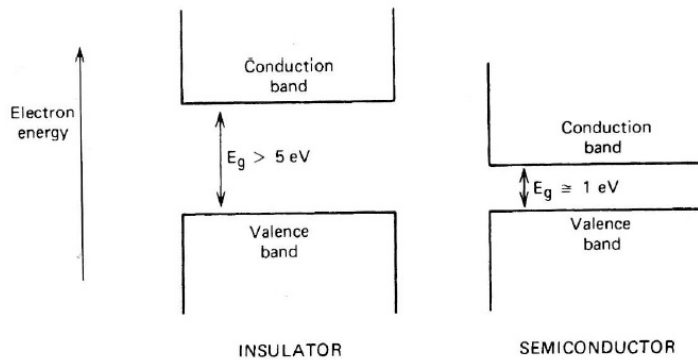 Electron
energy
Conduction
band
E_g > 5 eV
Valence
band
INSULATOR
Conduction
band
E_g ≅ 1 eV
Valence
band
SEMICONDUCTOR